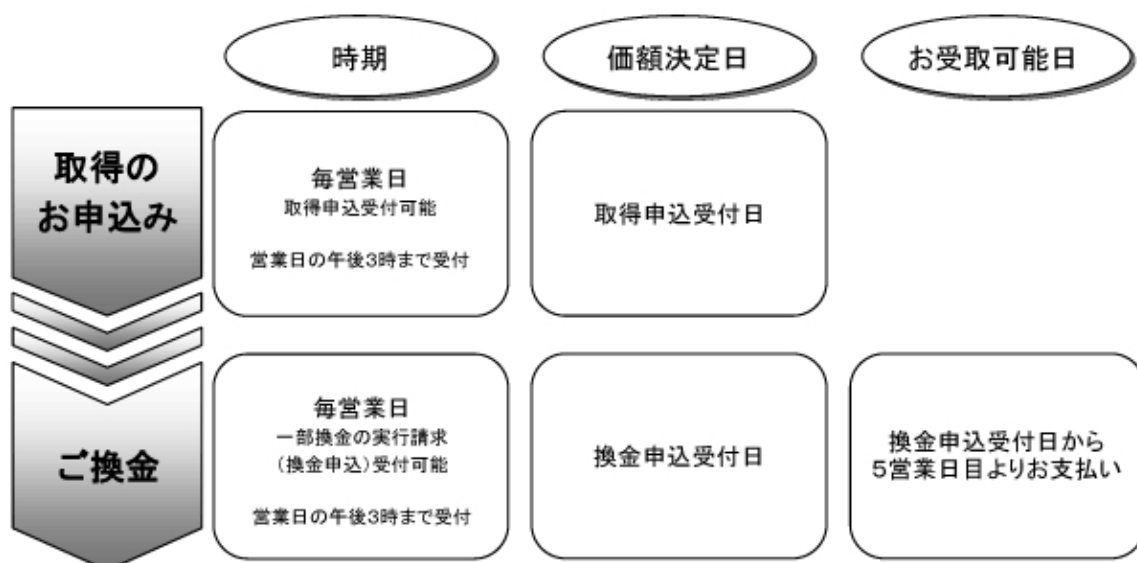 時期
価額決定日
お受取可能日
取得の
お申込み
毎営業日
取得申込受付可能
営業日の午後3時まで受付
取得申込受付日
ご換金
毎営業日
一部換金の実行請求
（換金申込）受付可能
営業日の午後3時まで受付
換金申込受付日
換金申込受付日から
5営業日目よりお支払い